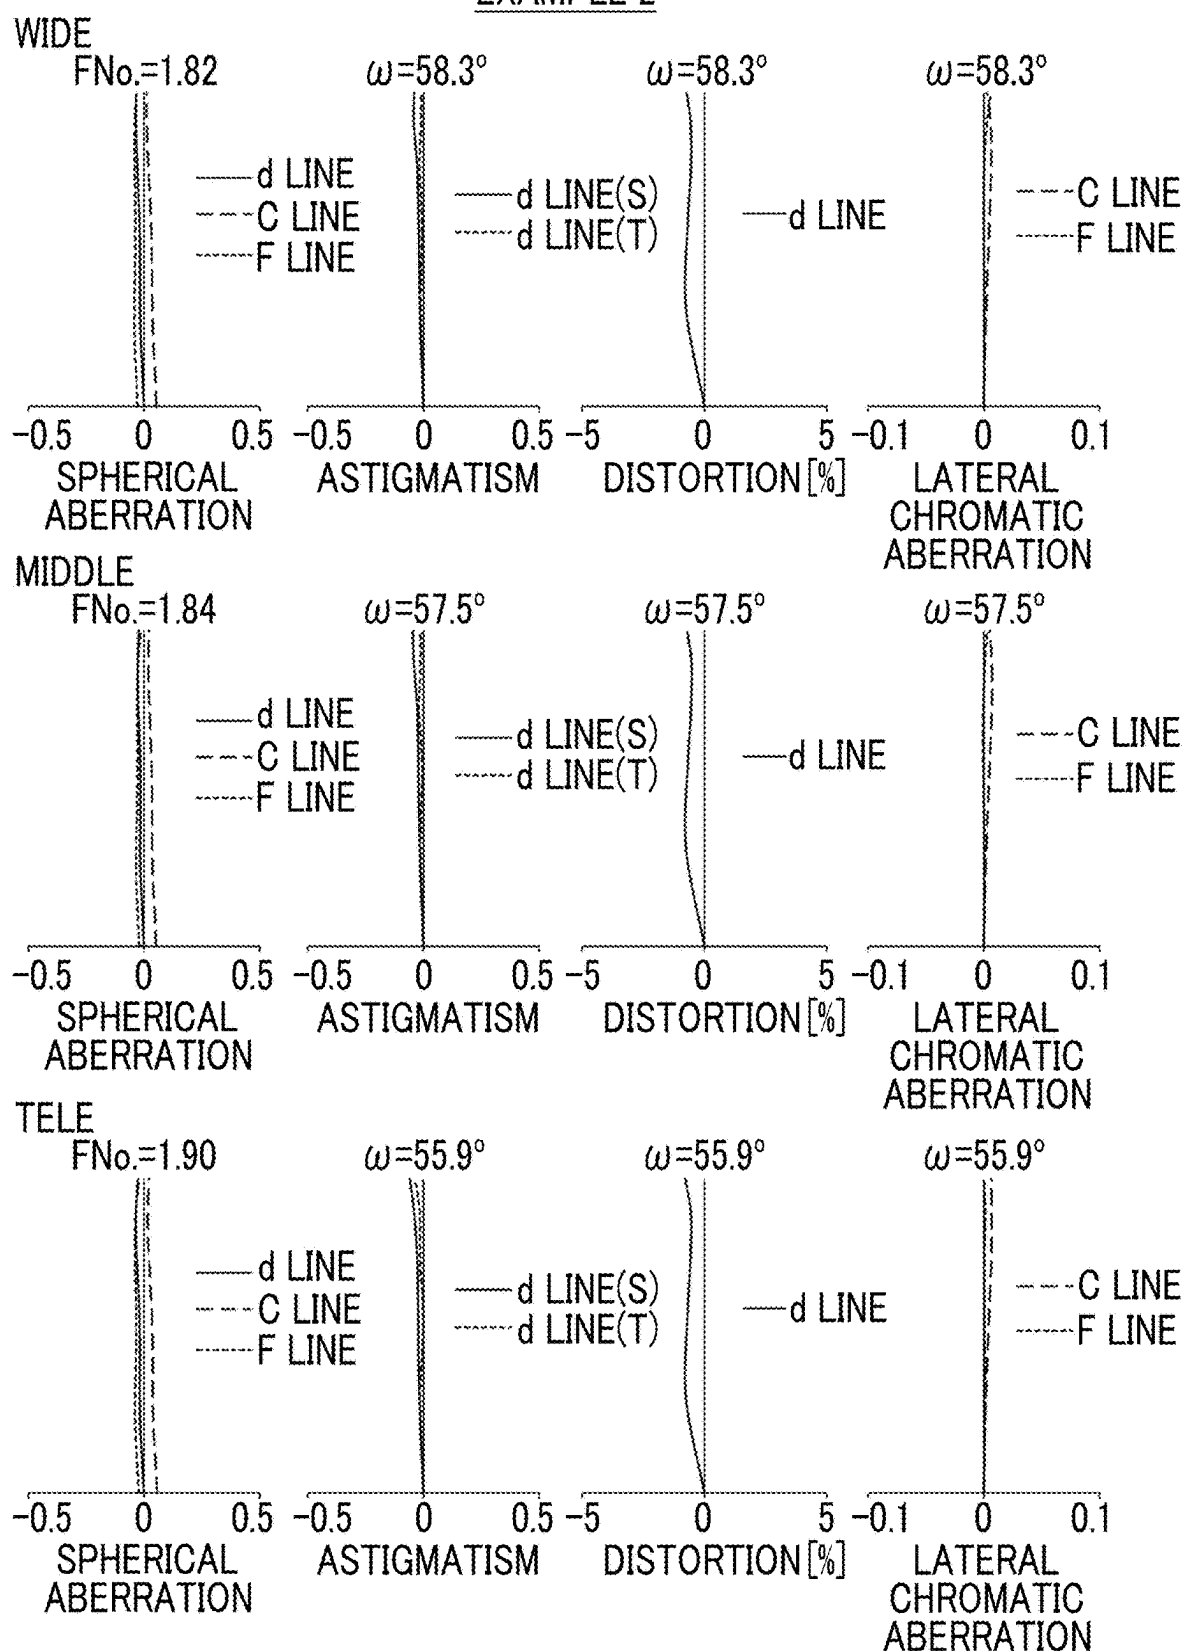 EXAMPLE 2
WIDE
FNo.=1.82
ω=58.3°
ω=58.3°
ω=58.3°
d LINE
C LINE
F LINE
d LINE(S)
d LINE(T)
d LINE
C LINE
F LINE
-0.5 0 0.5
-0.5 0 0.5
-5 0 5
-0.1 0 0.1
SPHERICAL
ABERRATION
ASTIGMATISM
DISTORTION[%]
LATERAL
CHROMATIC
ABERRATION
MIDDLE
FNo.=1.84
ω=57.5°
ω=57.5°
ω=57.5°
d LINE
C LINE
F LINE
d LINE(S)
d LINE(T)
d LINE
C LINE
F LINE
-0.5 0 0.5
-0.5 0 0.5
-5 0 5
-0.1 0 0.1
SPHERICAL
ABERRATION
ASTIGMATISM
DISTORTION[%]
LATERAL
CHROMATIC
ABERRATION
TELE
FNo.=1.90
ω=55.9°
ω=55.9°
ω=55.9°
d LINE
C LINE
F LINE
d LINE(S)
d LINE(T)
d LINE
C LINE
F LINE
-0.5 0 0.5
-0.5 0 0.5
-5 0 5
-0.1 0 0.1
SPHERICAL
ABERRATION
ASTIGMATISM
DISTORTION[%]
LATERAL
CHROMATIC
ABERRATION